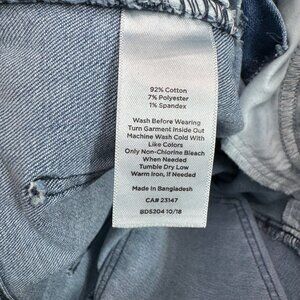 92% Cotton
7% Polyester
1% Spandex
Wash Before Wearing
Turn Garment Inside Out
Machine Wash Cold With
Like Colors
Only Non-Chlorine Bleach
When Needed
Tumble Dry Low
Warm Iron, If Needed
Made In Bangladesh
CA# 23147
BD5204 10/18